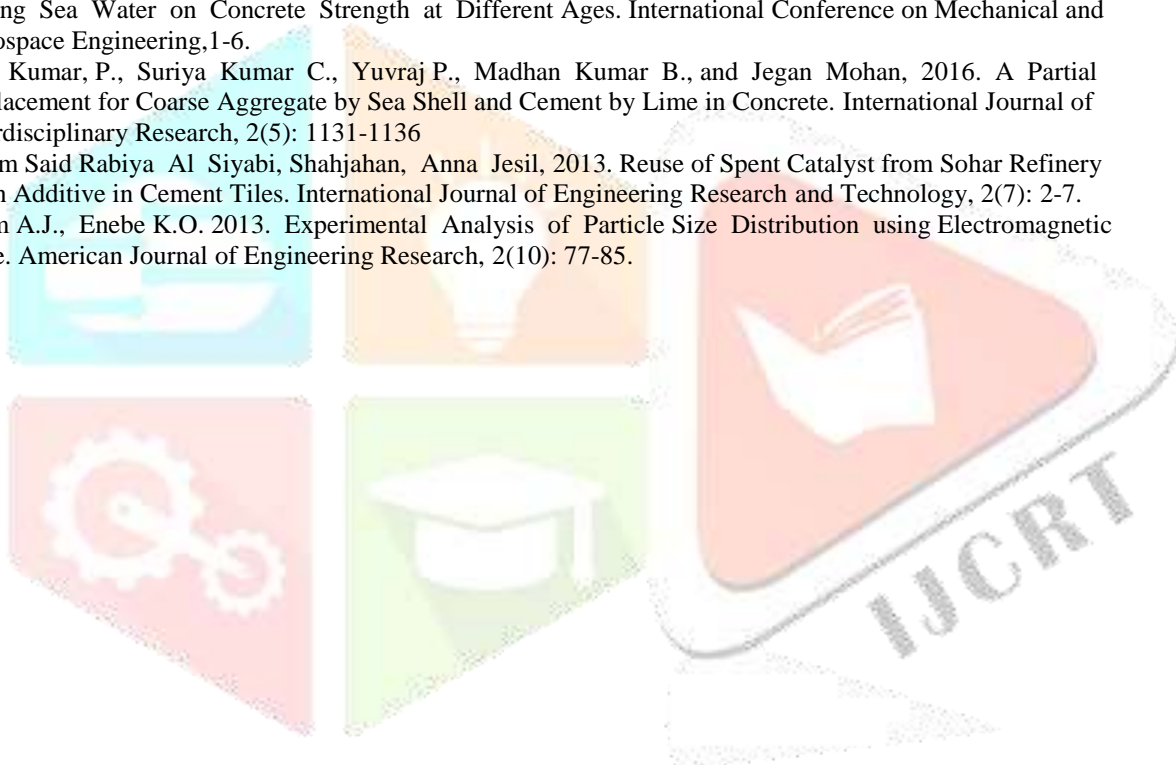 ng Sea Water on Concrete Strength at Different Ages. International Conference on Mechanical and
ospace Engineering,1-6.
Kumar, P., Suriya Kumar C., Yuvraj P., Madhan Kumar B., and Jegan Mohan, 2016. A Partial
lacement for Coarse Aggregate by Sea Shell and Cement by Lime in Concrete. International Journal of
rdisciplinary Research, 2(5): 1131-1136
m Said Rabiya Al Siyabi, Shahjahan, Anna Jesil, 2013. Reuse of Spent Catalyst from Sohar Refinery
n Additive in Cement Tiles. International Journal of Engineering Research and Technology, 2(7): 2-7.
n A.J., Enebe K.O. 2013. Experimental Analysis of Particle Size Distribution using Electromagnetic
e. American Journal of Engineering Research, 2(10): 77-85.
IJCRT